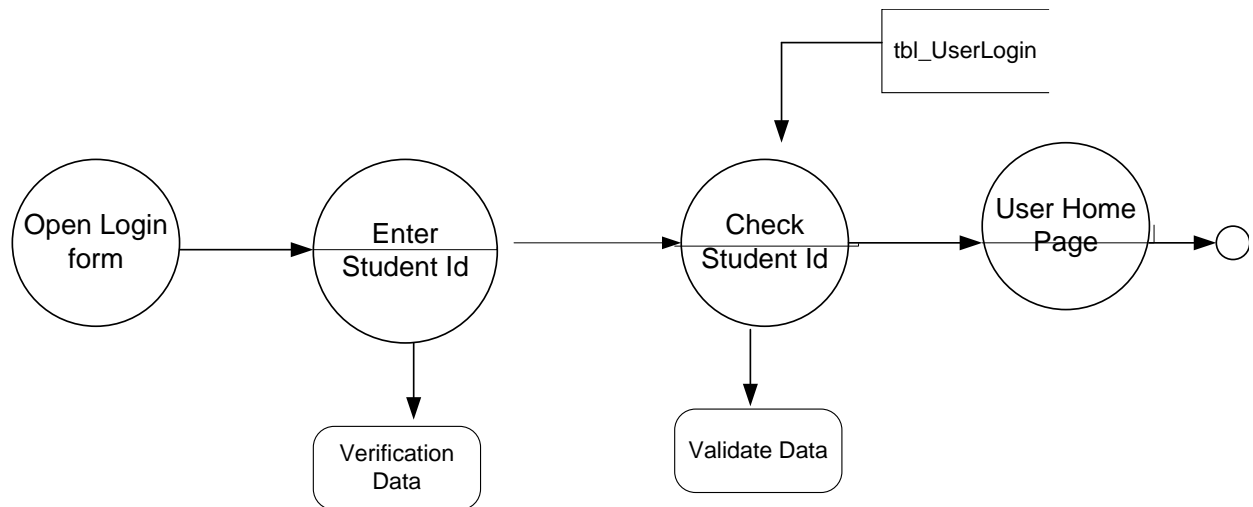 tbl_UserLogin
Open Login
form
Enter
Student Id
Check
Student Id
User Home
Page
Verification
Data
Validate Data